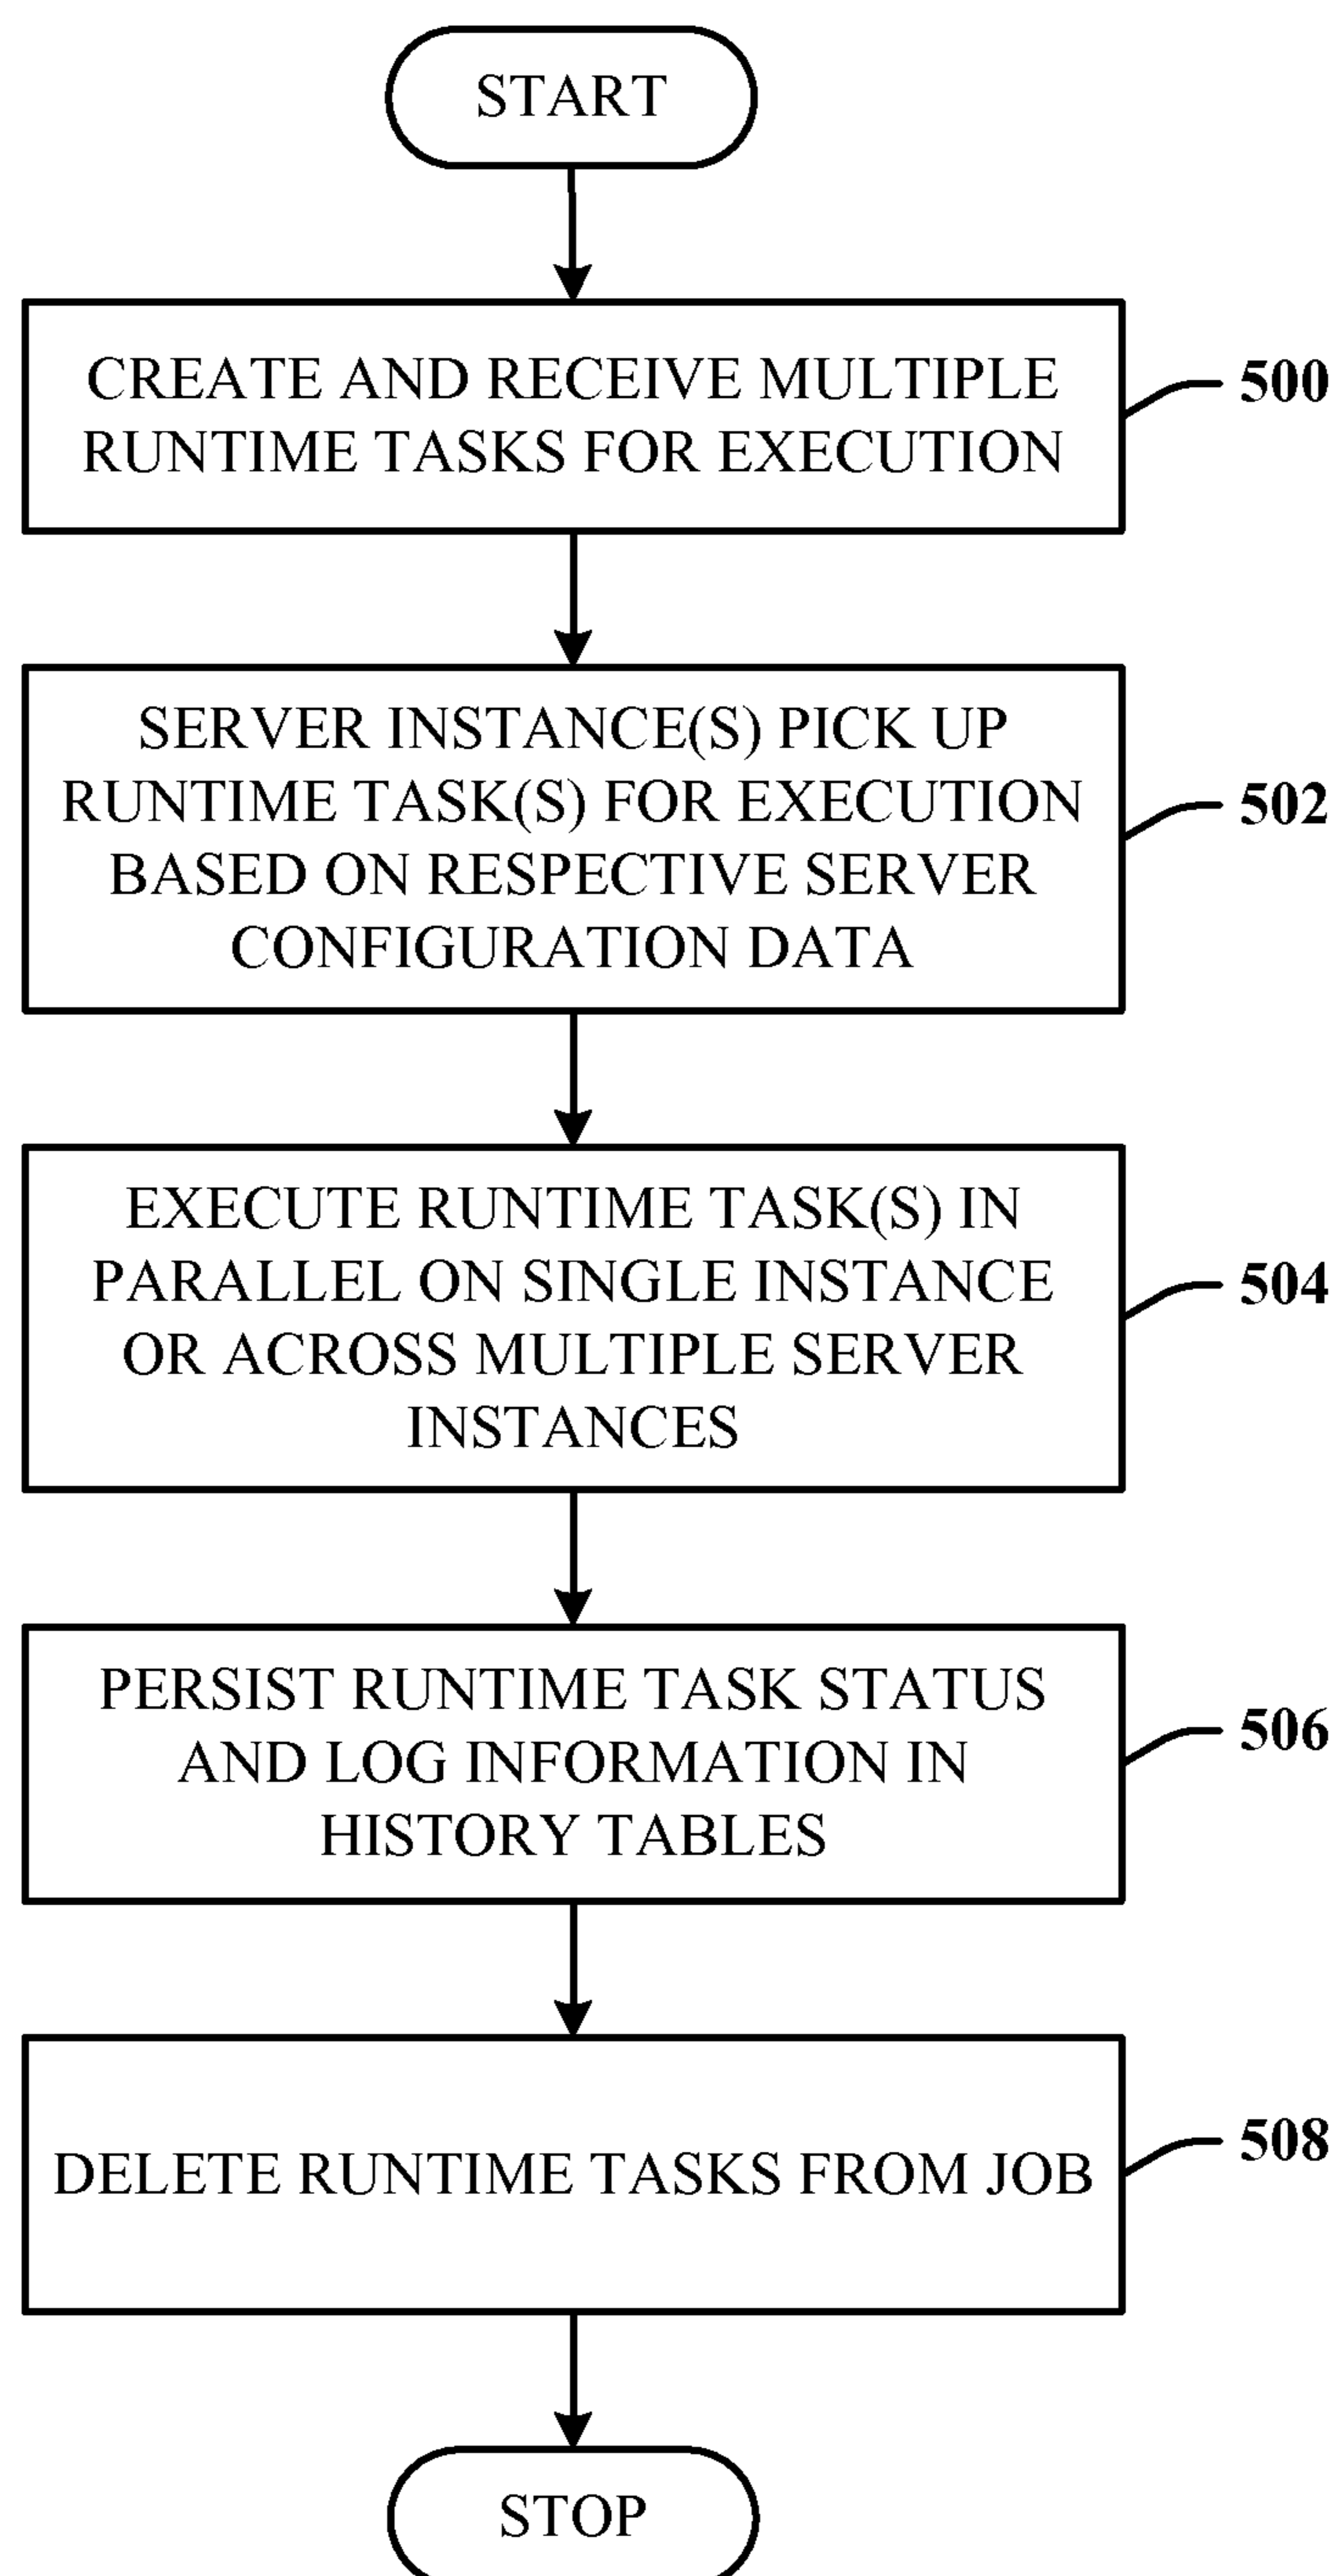 START
CREATE AND RECEIVE MULTIPLE
RUNTIME TASKS FOR EXECUTION
500
SERVER INSTANCE(S) PICK UP
RUNTIME TASK(S) FOR EXECUTION
BASED ON RESPECTIVE SERVER
CONFIGURATION DATA
502
EXECUTE RUNTIME TASK(S) IN
PARALLEL ON SINGLE INSTANCE
OR ACROSS MULTIPLE SERVER
INSTANCES
504
PERSIST RUNTIME TASK STATUS
AND LOG INFORMATION IN
HISTORY TABLES
506
DELETE RUNTIME TASKS FROM JOB
508
STOP